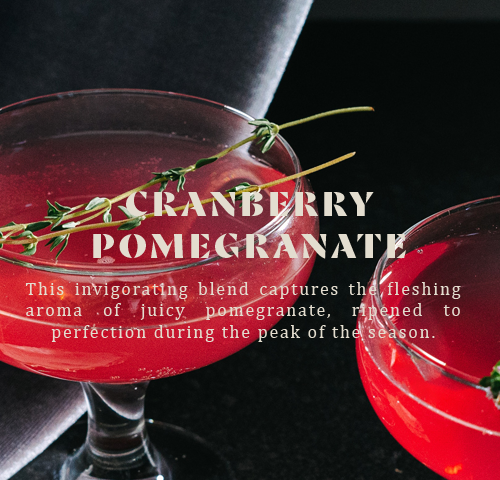 CRANBERRY
POMEGRANATE
This invigorating blend captures the fleshing
aroma of juicy pomegranate, ripened to
perfection during the peak of the season.